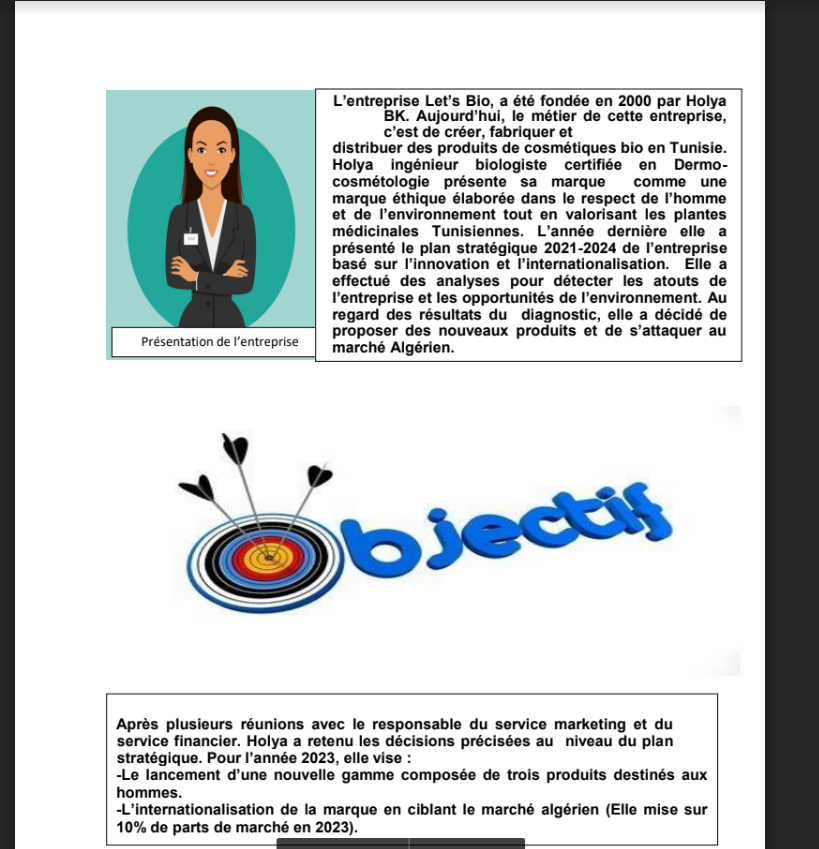 L’entreprise Let’s Bio, a été fondée en 2000 par Holya
BK. Aujourd’hui, le métier de cette entreprise,
c’est de créer, fabriquer et
distribuer des produits de cosmétiques bio en Tunisie.
Holya ingénieur biologiste certifiée en Dermo-
cosmétologie présente sa marque comme une
marque éthique élaborée dans le respect de l’homme
et de l’environnement tout en valorisant les plantes
médicinales Tunisiennes. L’année dernière elle a
présenté le plan stratégique 2021-2024 de l’entreprise
basé sur l’innovation et l’internationalisation. Elle a
effectué des analyses pour détecter les atouts de
l’entreprise et les opportunités de l’environnement. Au
regard des résultats du diagnostic, elle a décidé de
proposer des nouveaux produits et de s’attaquer au
marché Algérien.
Présentation de l’entreprise
bjectif
Après plusieurs réunions avec le responsable du service marketing et du
service financier. Holya a retenu les décisions précisées au niveau du plan
stratégique. Pour l’année 2023, elle vise :
-Le lancement d’une nouvelle gamme composée de trois produits destinés aux
hommes.
-L’internationalisation de la marque en ciblant le marché algérien (Elle mise sur
10% de parts de marché en 2023).